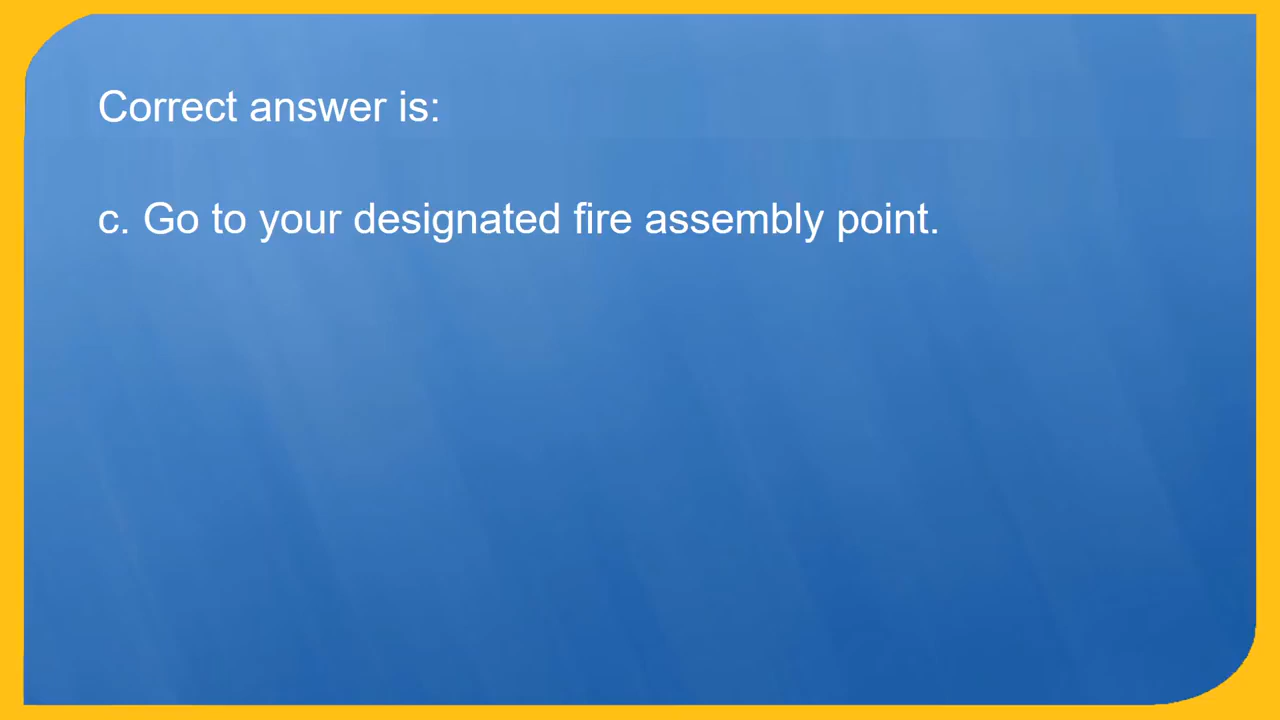 Correct answer is:
c. Go to your designated fire assembly point.